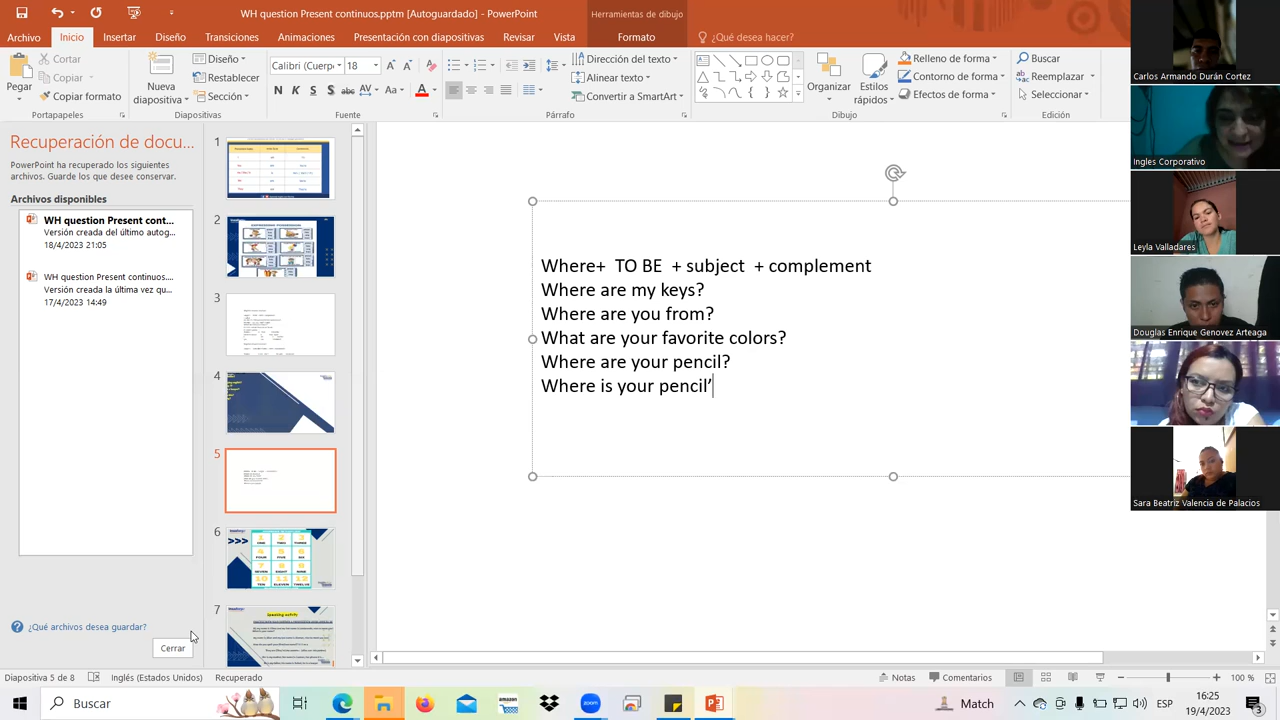 WH question Present continuos.pptm [Autoguardado] - PowerPoint
Herramientas de dibujo
Archivo
Inicio
Insertar
Diseño
Transiciones
Animaciones
Presentación con diapositivas
Revisar
Vista
Formato
¿Qué desea hacer?
Pegar
Cortar
Copiar
Copiar formato
Portapapeles
Nueva
diapositiva
Diseño
Restablecer
Sección
Diapositivas
Calibri (Cuerp
18
Fuente
Dirección del texto
Alinear texto
Convertir a SmartArt
Párrafo
Organizar
Estilos
rápidos
Relleno de forma
Contorno de forma
Efectos de forma
Dibujo
Buscar
Reemplazar
Seleccionar
Edición
Recuperación de docu...
PowerPoint ha recuperado los siguientes
archivos. Guarde los que desee conservar.
Archivos disponibles
WH question Present cont...
Versión creada del último autog...
17/4/2023 21:05
WH question Present continuos....
Versión creada la última vez qu...
17/4/2023 14:49
¿Qué archivos desea guardar?
Cerrar
1
2
3
4
5
6
7
Where+ TO BE + subject + complement
Where are my keys?
Where are you from?
What are your favorite colors?
Where are your pencil?
Where is your pencil’
Carlos Armando Durán Cortez
Ingles Corporativo
Leyla Valladares
Douglas Enrique Genovez Arteaga
Sara Beatriz Valencia de Palacios
Diapositiva 5 de 8
Inglés (Estados Unidos)
Recuperado
Notas
Comentarios
100 %
Buscar
Match
ESP
16:25
19/4/2023
3